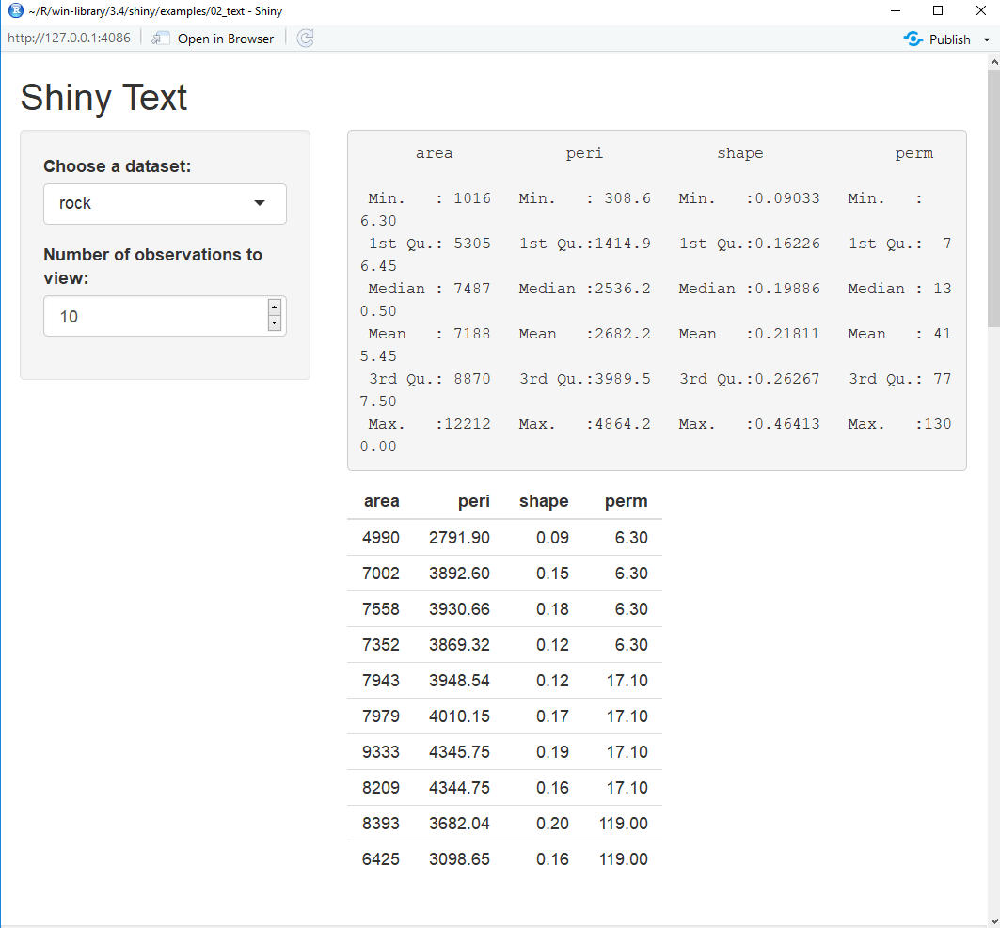 ~/R/win-library/3.4/shiny/examples/02_text - Shiny
http://127.0.0.1:4086 Open in Browser Publish
Shiny Text
Choose a dataset:
rock
Number of observations to
view:
10
area peri shape perm
Min. : 1016 Min. : 308.6 Min. :0.09033 Min. :
6.30
1st Qu.: 5305 1st Qu.:1414.9 1st Qu.:0.16226 1st Qu.: 7
6.45
Median : 7487 Median :2536.2 Median :0.19886 Median : 13
0.50
Mean : 7188 Mean :2682.2 Mean :0.21811 Mean : 41
5.45
3rd Qu.: 8870 3rd Qu.:3989.5 3rd Qu.:0.26267 3rd Qu.: 77
7.50
Max. :12212 Max. :4864.2 Max. :0.46413 Max. :130
0.00
area peri shape perm
4990 2791.90 0.09 6.30
7002 3892.60 0.15 6.30
7558 3930.66 0.18 6.30
7352 3869.32 0.12 6.30
7943 3948.54 0.12 17.10
7979 4010.15 0.17 17.10
9333 4345.75 0.19 17.10
8209 4344.75 0.16 17.10
8393 3682.04 0.20 119.00
6425 3098.65 0.16 119.00